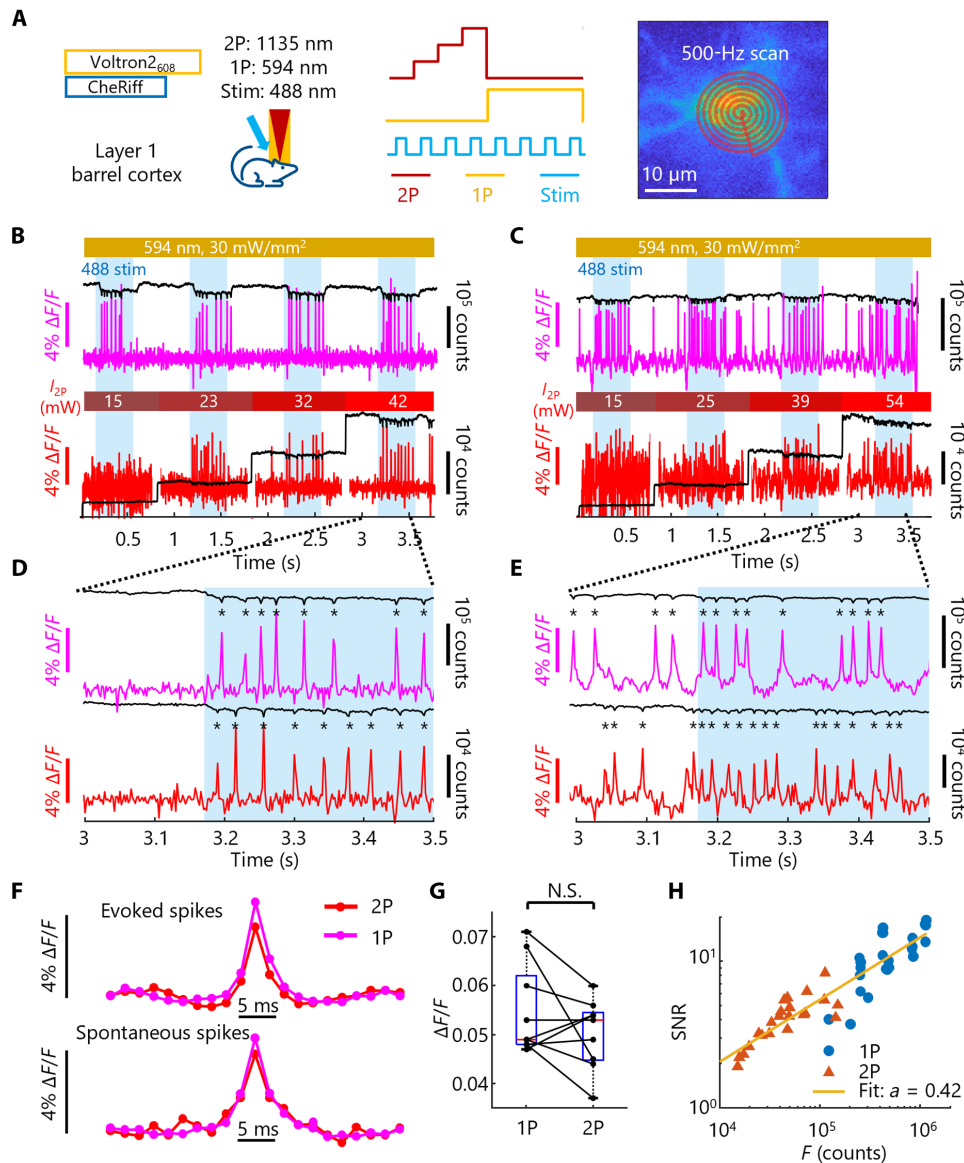 A
Voltron2₆₀₈
CheRiff
Layer 1
barrel cortex
2P: 1135 nm
1P: 594 nm
Stim: 488 nm
2P
1P
Stim
500-Hz scan
10 μm
B
594 nm, 30 mW/mm²
488 stim
4% ΔF/F
10⁵ counts
I₂P
(mW)
15
23
32
42
4% ΔF/F
10⁴ counts
0.5
1
1.5
2
2.5
3
3.5
Time (s)
C
594 nm, 30 mW/mm²
488 stim
4% ΔF/F
10⁵ counts
I₂P
(mW)
15
25
39
54
4% ΔF/F
10⁴ counts
0.5
1
1.5
2
2.5
3
3.5
Time (s)
D
4% ΔF/F
10⁵ counts
* * * * * * * *
4% ΔF/F
10⁴ counts
* * * * * * * * *
3
3.1
3.2
3.3
3.4
3.5
Time (s)
E
4% ΔF/F
10⁵ counts
* * * * * * * * * * * * *
4% ΔF/F
10⁴ counts
* * * * * * * * * * * * * * * * *
3
3.1
3.2
3.3
3.4
3.5
Time (s)
F
4% ΔF/F
Evoked spikes
2P
1P
5 ms
Spontaneous spikes
4% ΔF/F
5 ms
G
N.S.
ΔF/F
0.07
0.06
0.05
0.04
1P
2P
H
SNR
10¹
10⁰
1P
2P
Fit: a = 0.42
10⁴
10⁵
10⁶
F (counts)